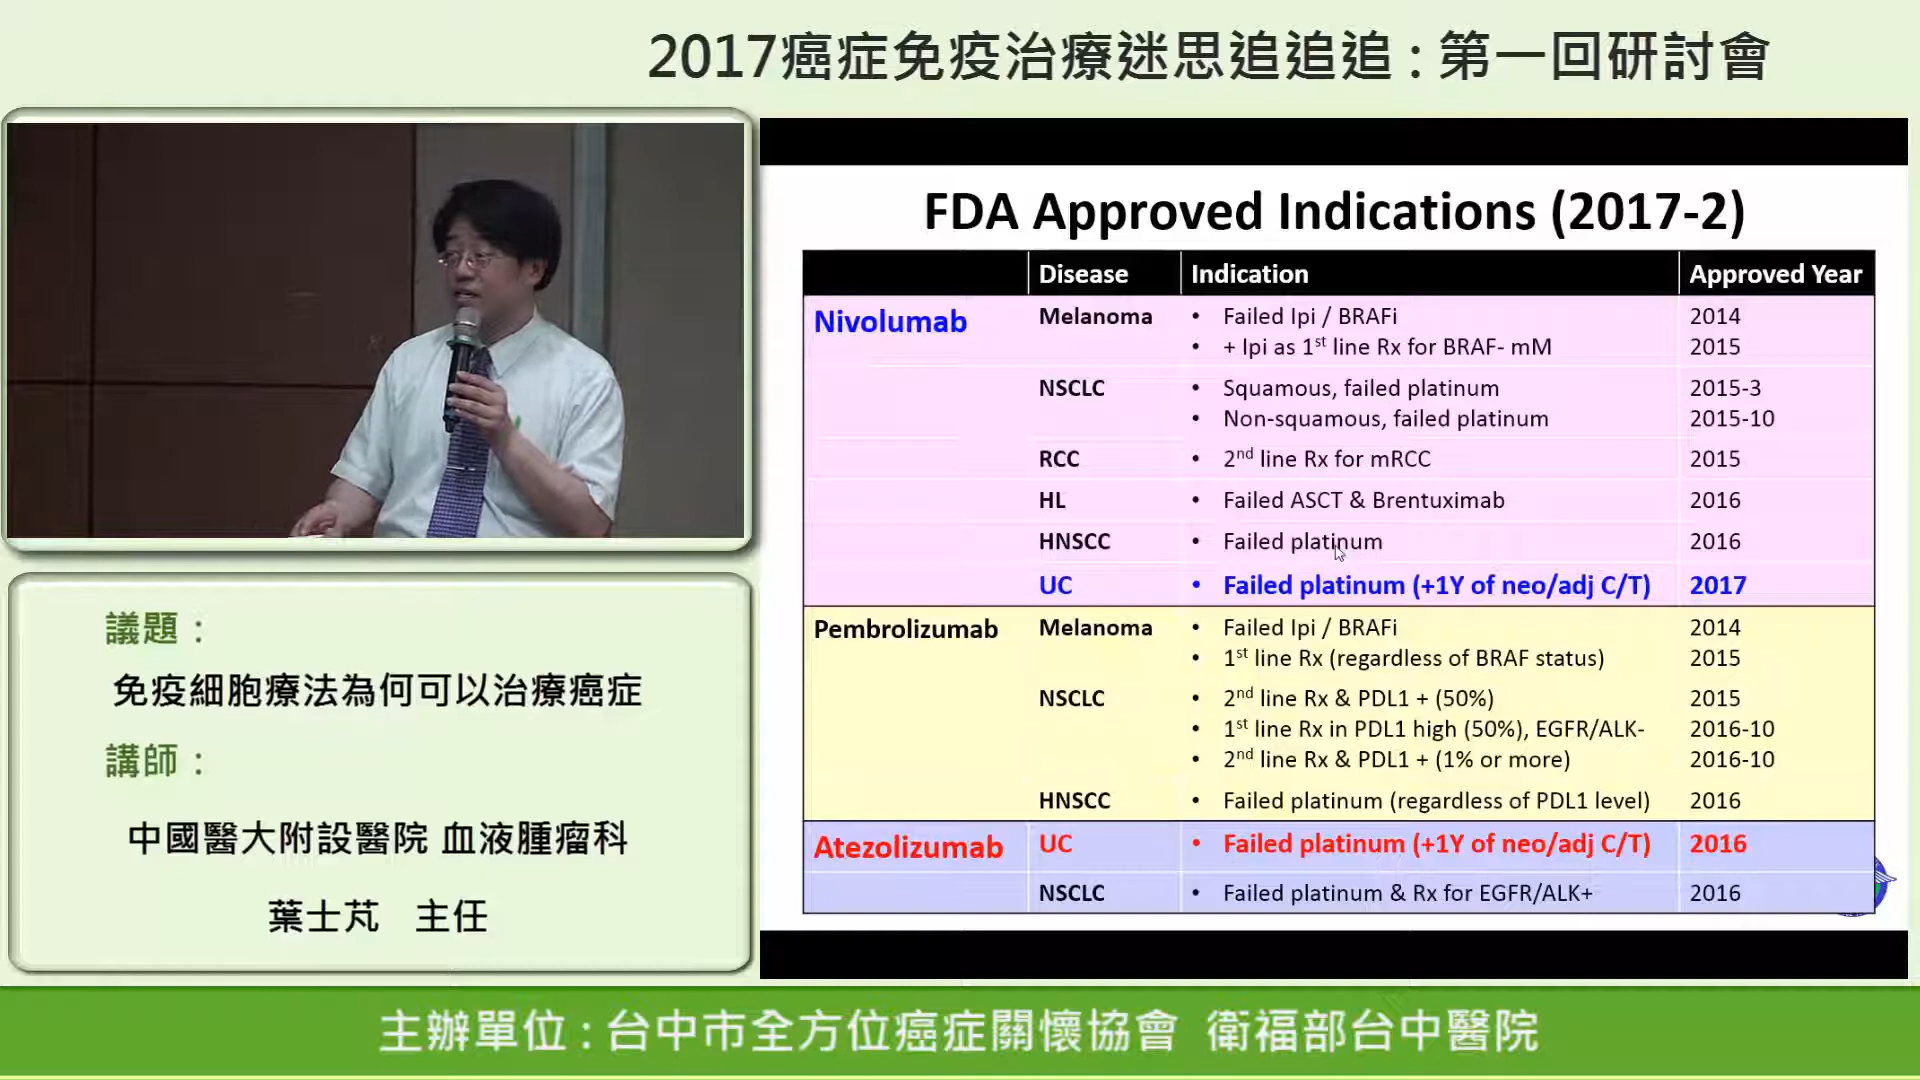 2017癌症免疫治療迷思追追追:第一回研討會
議題:
免疫細胞療法為何可以治療癌症
講師:
中國醫大附設醫院 血液腫瘤科
葉士芃 主任
FDA Approved Indications (2017-2)
Disease Indication Approved Year
Nivolumab Melanoma • Failed Ipi / BRAFi 2014
• + Ipi as 1st line Rx for BRAF- mM 2015
NSCLC • Squamous, failed platinum 2015-3
• Non-squamous, failed platinum 2015-10
RCC • 2nd line Rx for mRCC 2015
HL • Failed ASCT & Brentuximab 2016
HNSCC • Failed platinum 2016
UC • Failed platinum (+1Y of neo/adj C/T) 2017
Pembrolizumab Melanoma • Failed Ipi / BRAFi 2014
• 1st line Rx (regardless of BRAF status) 2015
NSCLC • 2nd line Rx & PDL1 + (50%) 2015
• 1st line Rx in PDL1 high (50%), EGFR/ALK- 2016-10
• 2nd line Rx & PDL1 + (1% or more) 2016-10
HNSCC • Failed platinum (regardless of PDL1 level) 2016
Atezolizumab UC • Failed platinum (+1Y of neo/adj C/T) 2016
NSCLC • Failed platinum & Rx for EGFR/ALK+ 2016
主辦單位:台中市全方位癌症關懷協會 衛福部台中醫院